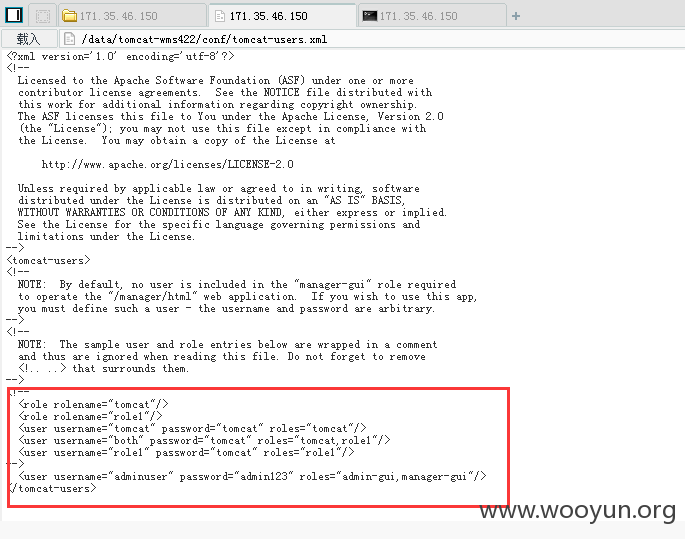 171.35.46.150
171.35.46.150
171.35.46.150
载入
/data/tomcat-wms422/conf/tomcat-users.xml
<?xml version='1.0' encoding='utf-8'?>
<!--
Licensed to the Apache Software Foundation (ASF) under one or more
contributor license agreements.  See the NOTICE file distributed with
this work for additional information regarding copyright ownership.
The ASF licenses this file to You under the Apache License, Version 2.0
(the "License"); you may not use this file except in compliance with
the License.  You may obtain a copy of the License at
http://www.apache.org/licenses/LICENSE-2.0
Unless required by applicable law or agreed to in writing, software
distributed under the License is distributed on an "AS IS" BASIS,
WITHOUT WARRANTIES OR CONDITIONS OF ANY KIND, either express or implied.
See the License for the specific language governing permissions and
limitations under the License.
-->
<tomcat-users>
<!--
NOTE:  By default, no user is included in the "manager-gui" role required
to operate the "/manager/html" web application.  If you wish to use this app,
you must define such a user - the username and password are arbitrary.
-->
<!--
NOTE:  The sample user and role entries below are wrapped in a comment
and thus are ignored when reading this file. Do not forget to remove
<!.. ..> that surrounds them.
-->
<!--
<role rolename="tomcat"/>
<role rolename="role1"/>
<user username="tomcat" password="tomcat" roles="tomcat"/>
<user username="both" password="tomcat" roles="tomcat,role1"/>
<user username="role1" password="tomcat" roles="role1"/>
-->
<user username="adminuser" password="admin123" roles="admin-gui,manager-gui"/>
</tomcat-users>
www.wooyun.org